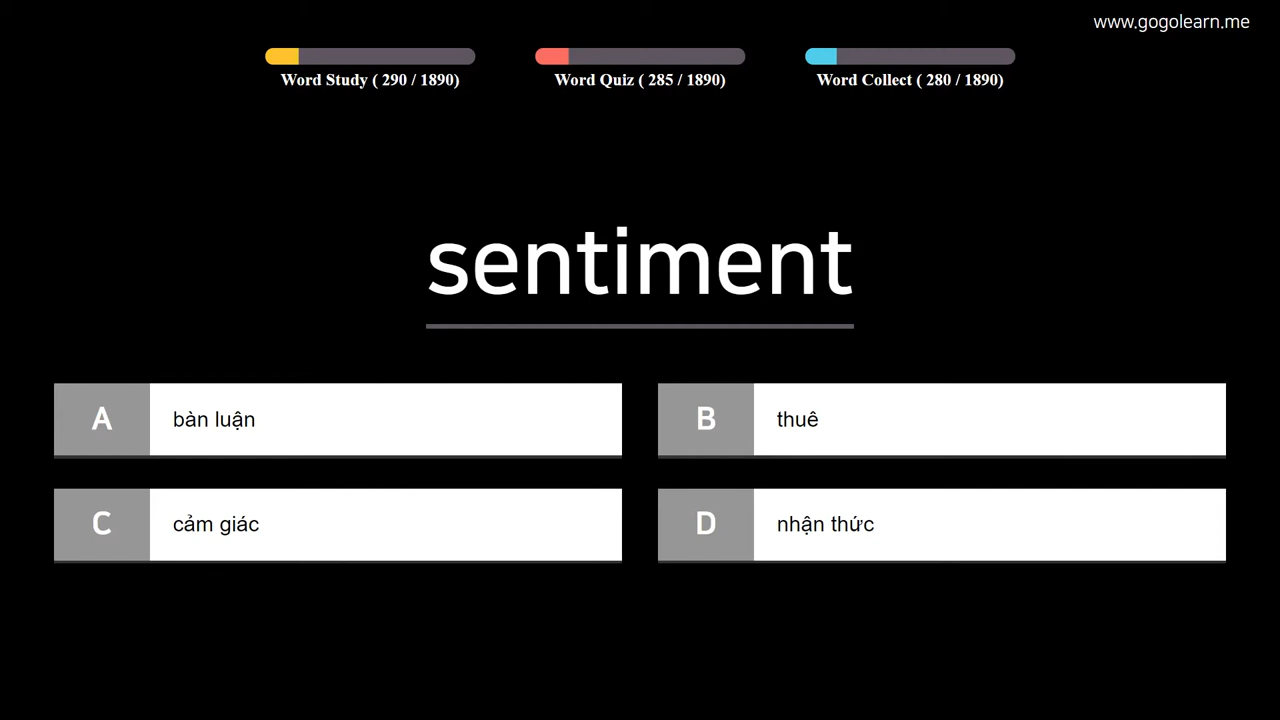 www.gogolearn.me
Word Study ( 290 / 1890)
Word Quiz ( 285 / 1890)
Word Collect ( 280 / 1890)
sentiment
A bàn luận
B thuê
C cảm giác
D nhận thức